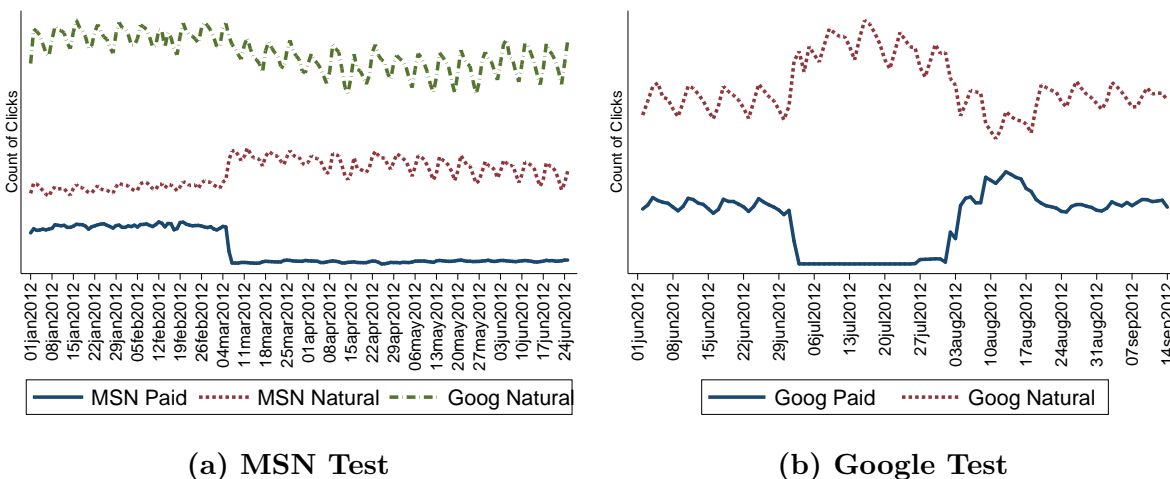 Count of Clicks
01jan2012
08jan2012
15jan2012
22jan2012
29jan2012
05feb2012
12feb2012
19feb2012
26feb2012
04mar2012
11mar2012
18mar2012
25mar2012
01apr2012
08apr2012
15apr2012
22apr2012
29apr2012
06may2012
13may2012
20may2012
27may2012
03jun2012
10jun2012
17jun2012
24jun2012
MSN Paid MSN Natural Goog Natural
(a) MSN Test
Count of Clicks
01jun2012
08jun2012
15jun2012
22jun2012
29jun2012
06jul2012
13jul2012
20jul2012
27jul2012
03aug2012
10aug2012
17aug2012
24aug2012
31aug2012
07sep2012
14sep2012
Goog Paid Goog Natural
(b) Google Test